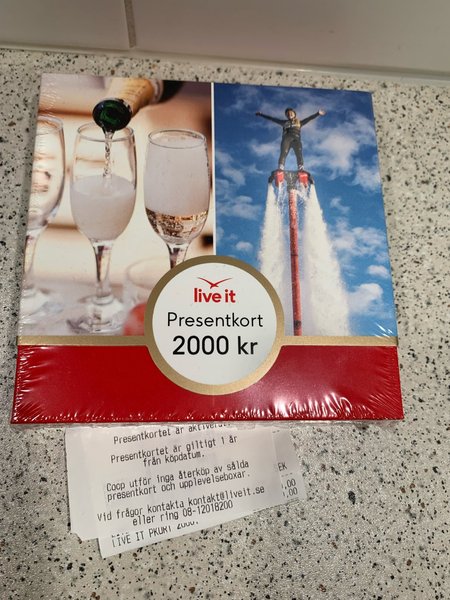 live it
Presentkort
2000 kr
Presentkortet är
Presentkortet är giltigt 1 år
från köpdatum.
Coop utför inga återköp av sålda
presentkort och upplevelseboxar.
Vid frågor kontakta kontakt@liveit.se
eller ring 08-12018200
LIVE IT PKORT 2000.